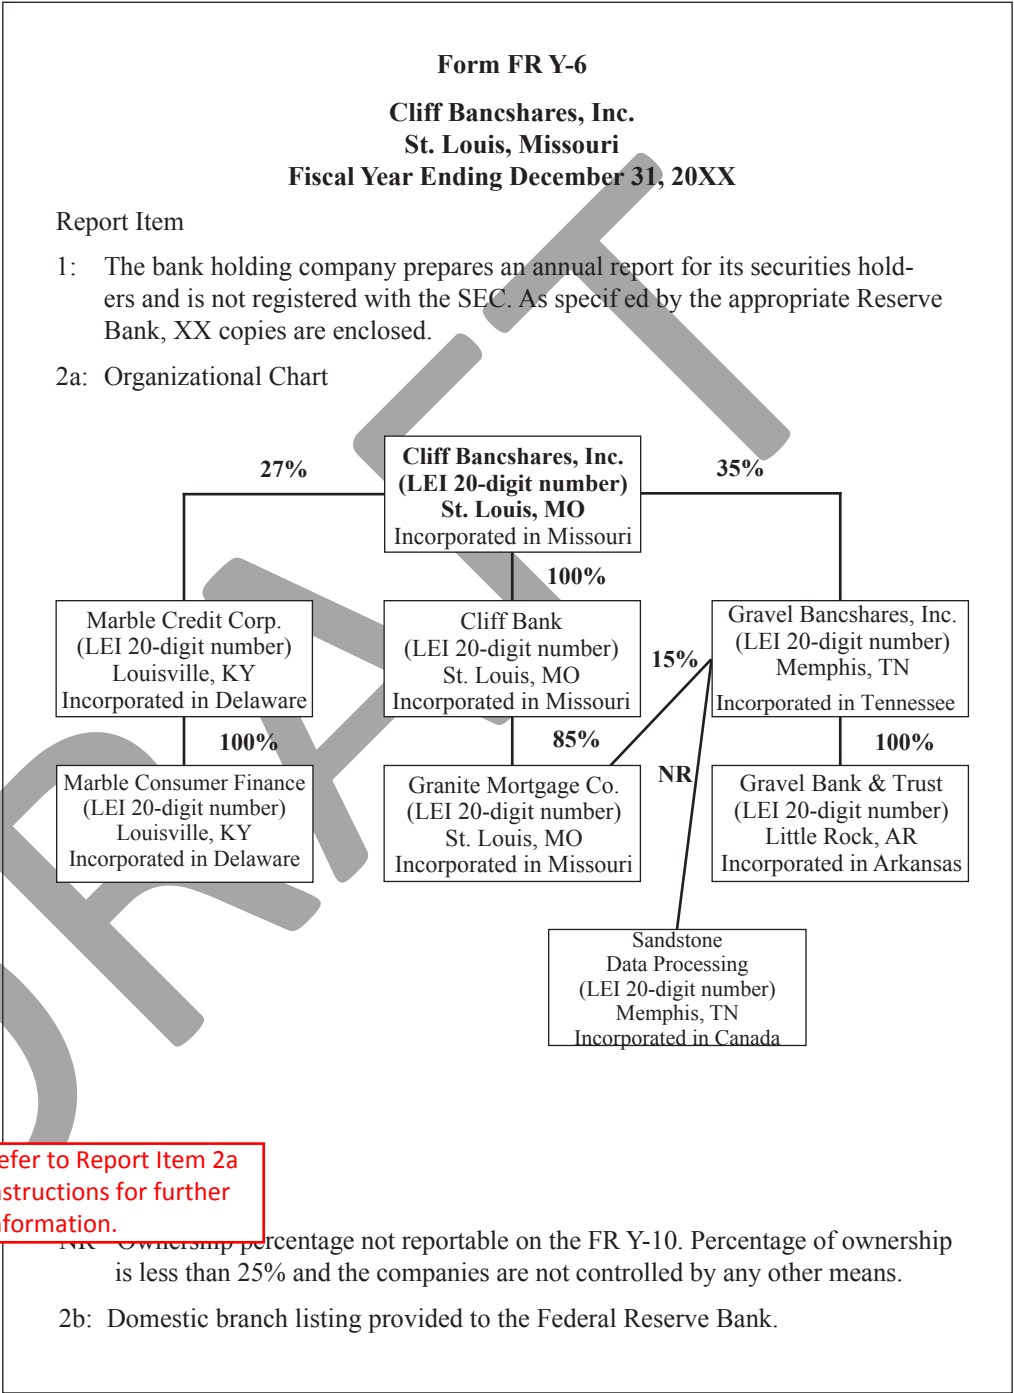 Form FR Y-6
Cliff Bancshares, Inc.
St. Louis, Missouri
Fiscal Year Ending December 31, 20XX
Report Item
1: The bank holding company prepares an annual report for its securities hold-
ers and is not registered with the SEC. As specif ed by the appropriate Reserve
Bank, XX copies are enclosed.
2a: Organizational Chart
27%
Cliff Bancshares, Inc.
(LEI 20-digit number)
St. Louis, MO
Incorporated in Missouri
35%
100%
Marble Credit Corp.
(LEI 20-digit number)
Louisville, KY
Incorporated in Delaware
Cliff Bank
(LEI 20-digit number)
St. Louis, MO
Incorporated in Missouri
15%
Gravel Bancshares, Inc.
(LEI 20-digit number)
Memphis, TN
Incorporated in Tennessee
100%
85%
NR
100%
Marble Consumer Finance
(LEI 20-digit number)
Louisville, KY
Incorporated in Delaware
Granite Mortgage Co.
(LEI 20-digit number)
St. Louis, MO
Incorporated in Missouri
Gravel Bank & Trust
(LEI 20-digit number)
Little Rock, AR
Incorporated in Arkansas
Sandstone
Data Processing
(LEI 20-digit number)
Memphis, TN
Incorporated in Canada
efer to Report Item 2a
nstructions for further
nformation.
NR Ownership percentage not reportable on the FR Y-10. Percentage of ownership
is less than 25% and the companies are not controlled by any other means.
2b: Domestic branch listing provided to the Federal Reserve Bank.
DRAFT